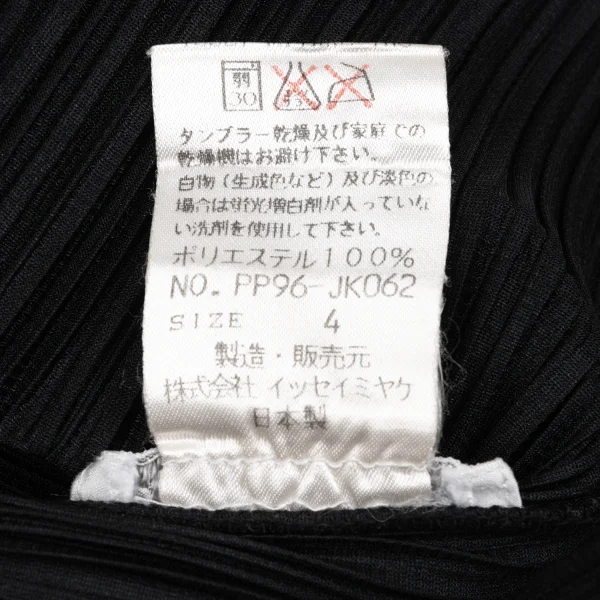 弱
30
タンブラー乾燥及び家庭での
乾燥機はお避け下さい。
白物(生成色など)及び淡色の
場合は蛍光増白剤が入っていな
い洗剤を使用して下さい。
ポリエステル100%
NO. PP96-JK062
SIZE 4
製造・販売元
株式会社 イッセイミヤケ
日本製